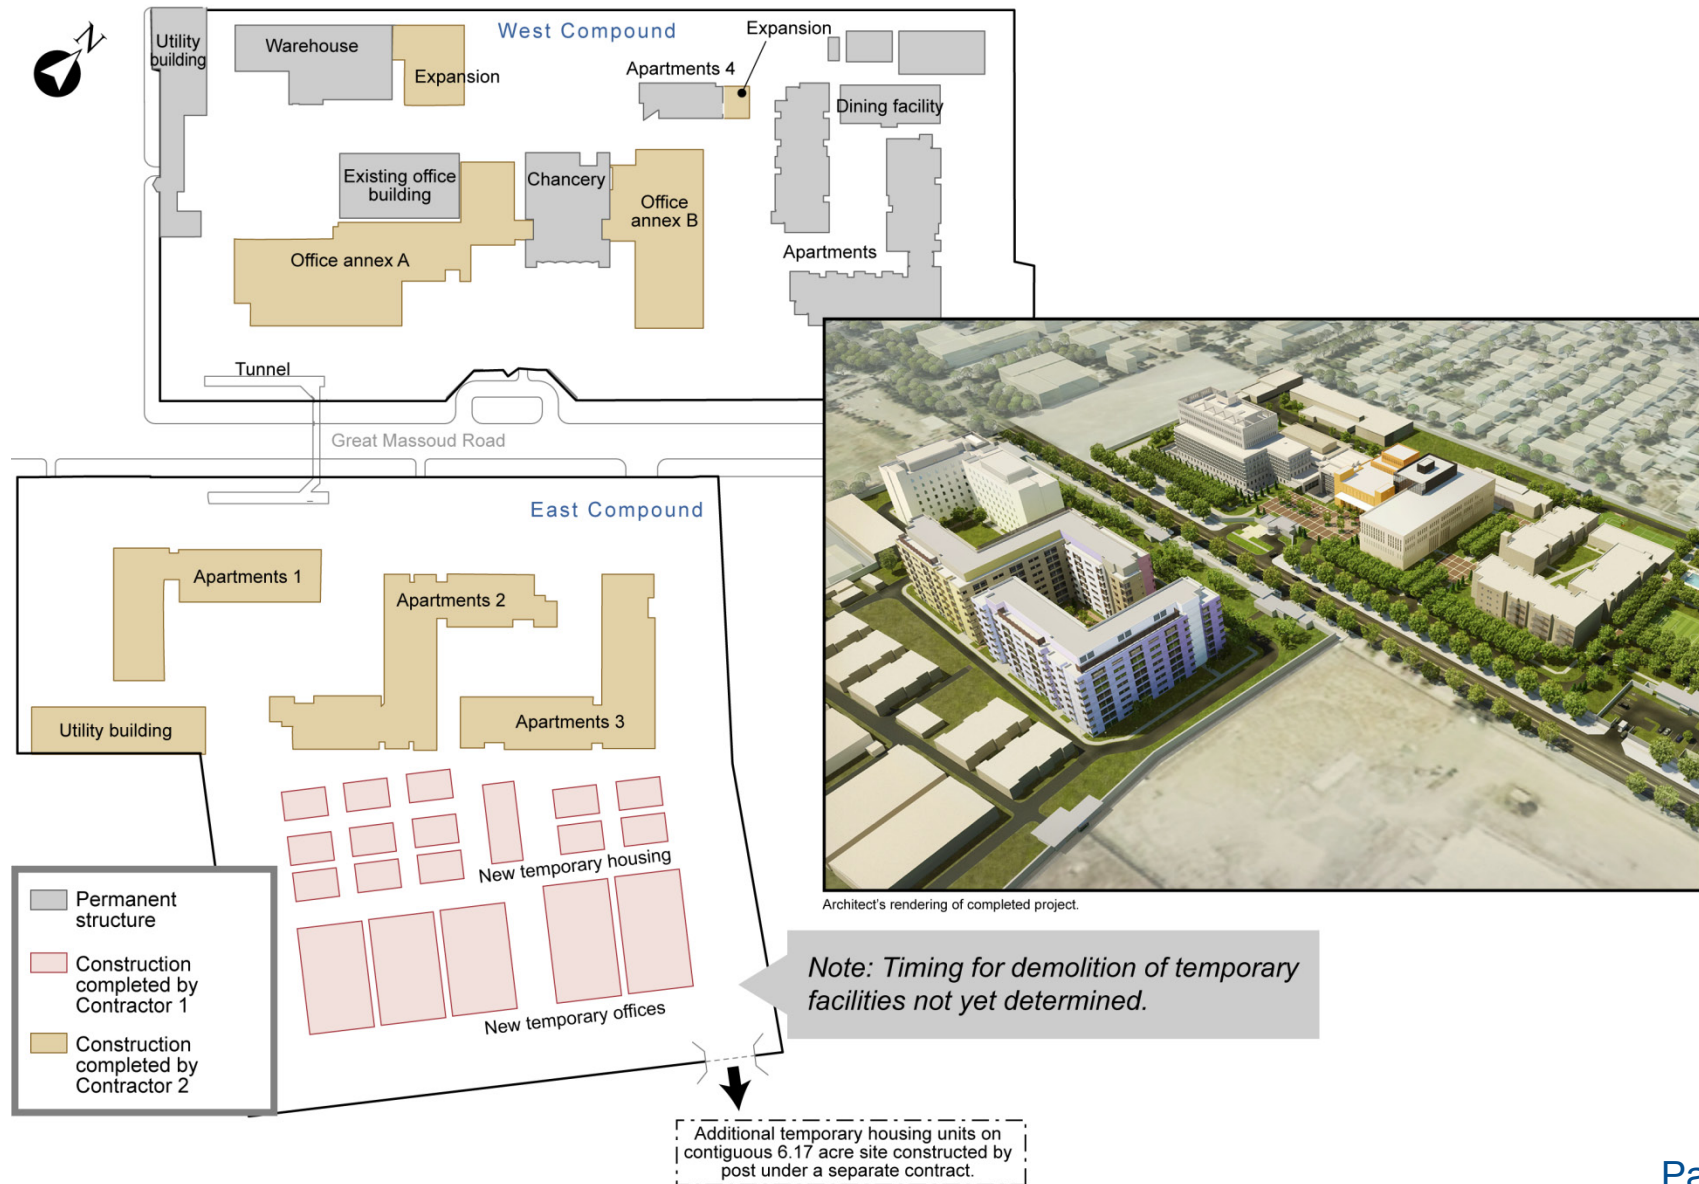 N
West Compound
Utility
building
Warehouse
Expansion
Expansion
Apartments 4
Dining facility
Existing office
building
Chancery
Office
annex B
Office annex A
Apartments
Tunnel
Great Massoud Road
East Compound
Apartments 1
Apartments 2
Apartments 3
Utility building
New temporary housing
New temporary offices
Permanent
structure
Construction
completed by
Contractor 1
Construction
completed by
Contractor 2
Architect's rendering of completed project.
Note: Timing for demolition of temporary
facilities not yet determined.
Additional temporary housing units on
contiguous 6.17 acre site constructed by
post under a separate contract.
Pa